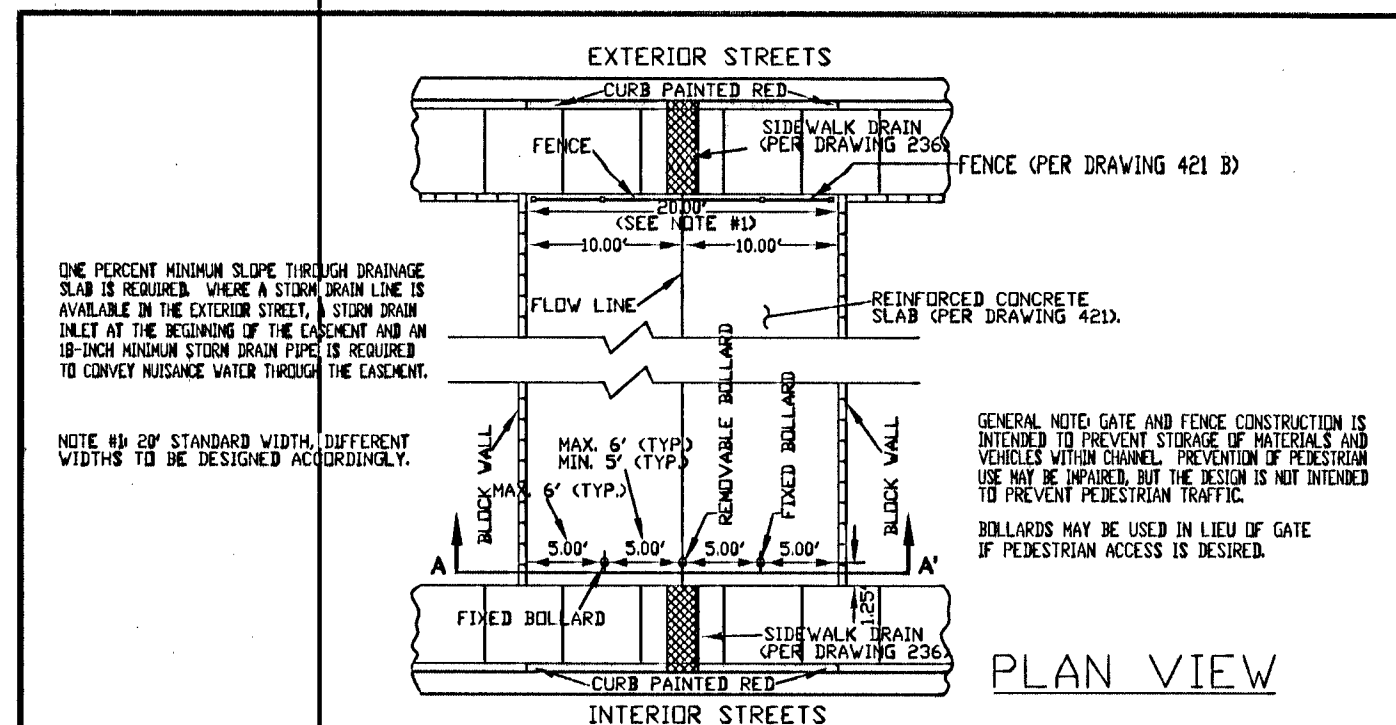 EXTERIOR STREETS
CURB PAINTED RED
SIDEWALK DRAIN
(PER DRAWING 236)
FENCE
FENCE (PER DRAWING 421 B)
20.00'
(SEE NOTE #1)
10.00'
10.00'
ONE PERCENT MINIMUM SLOPE THROUGH DRAINAGE
SLAB IS REQUIRED. WHERE A STORM DRAIN LINE IS
AVAILABLE IN THE EXTERIOR STREET, A STORM DRAIN
INLET AT THE BEGINNING OF THE EASEMENT AND AN
18-INCH MINIMUM STORM DRAIN PIPE IS REQUIRED
TO CONVEY NUISANCE WATER THROUGH THE EASEMENT.
FLOW LINE
REINFORCED CONCRETE
SLAB (PER DRAWING 421).
NOTE #1: 20' STANDARD WIDTH, DIFFERENT
WIDTHS TO BE DESIGNED ACCORDINGLY.
BLOCK WALL
MAX. 6' (TYP.)
MIN. 5' (TYP.)
MAX. 6' (TYP.)
REMOVABLE BOLLARD
FIXED BOLLARD
BLOCK WALL
GENERAL NOTE: GATE AND FENCE CONSTRUCTION IS
INTENDED TO PREVENT STORAGE OF MATERIALS AND
VEHICLES WITHIN CHANNEL. PREVENTION OF PEDESTRIAN
USE MAY BE IMPAIRED, BUT THE DESIGN IS NOT INTENDED
TO PREVENT PEDESTRIAN TRAFFIC.
BOLLARDS MAY BE USED IN LIEU OF GATE
IF PEDESTRIAN ACCESS IS DESIRED.
5.00'
5.00'
5.00'
5.00'
A
A'
1.25'
FIXED BOLLARD
SIDEWALK DRAIN
(PER DRAWING 236)
CURB PAINTED RED
INTERIOR STREETS
PLAN VIEW